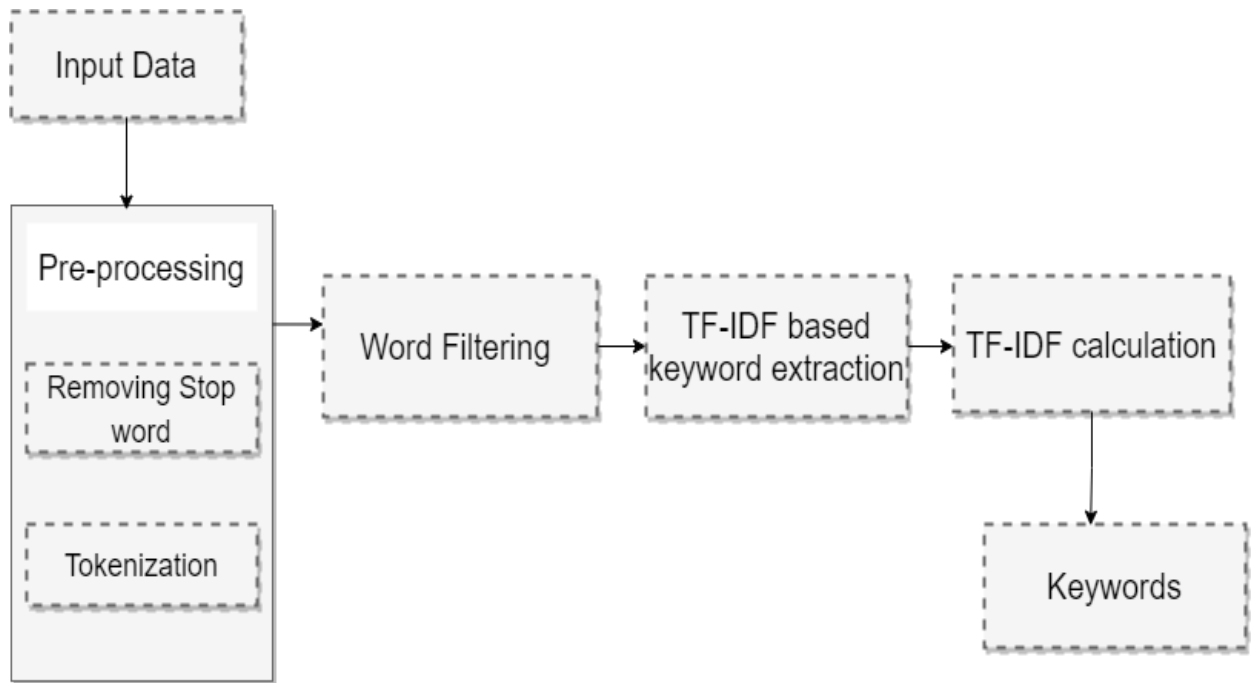 Input Data
Pre-processing
Removing Stop
word
Tokenization
Word Filtering
TF-IDF based
keyword extraction
TF-IDF calculation
Keywords